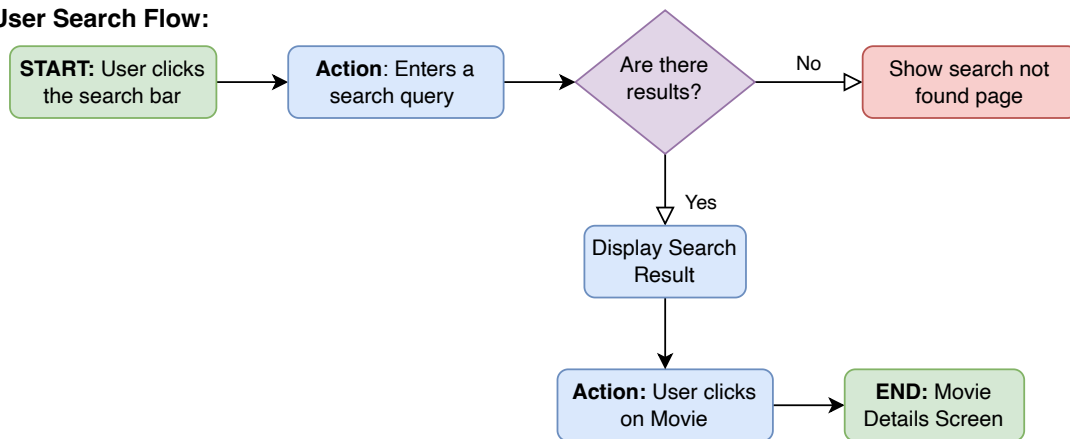 User Search Flow:
START: User clicks
the search bar
Action: Enters a
search query
Are there
results?
No
Show search not
found page
Yes
Display Search
Result
Action: User clicks
on Movie
END: Movie
Details Screen